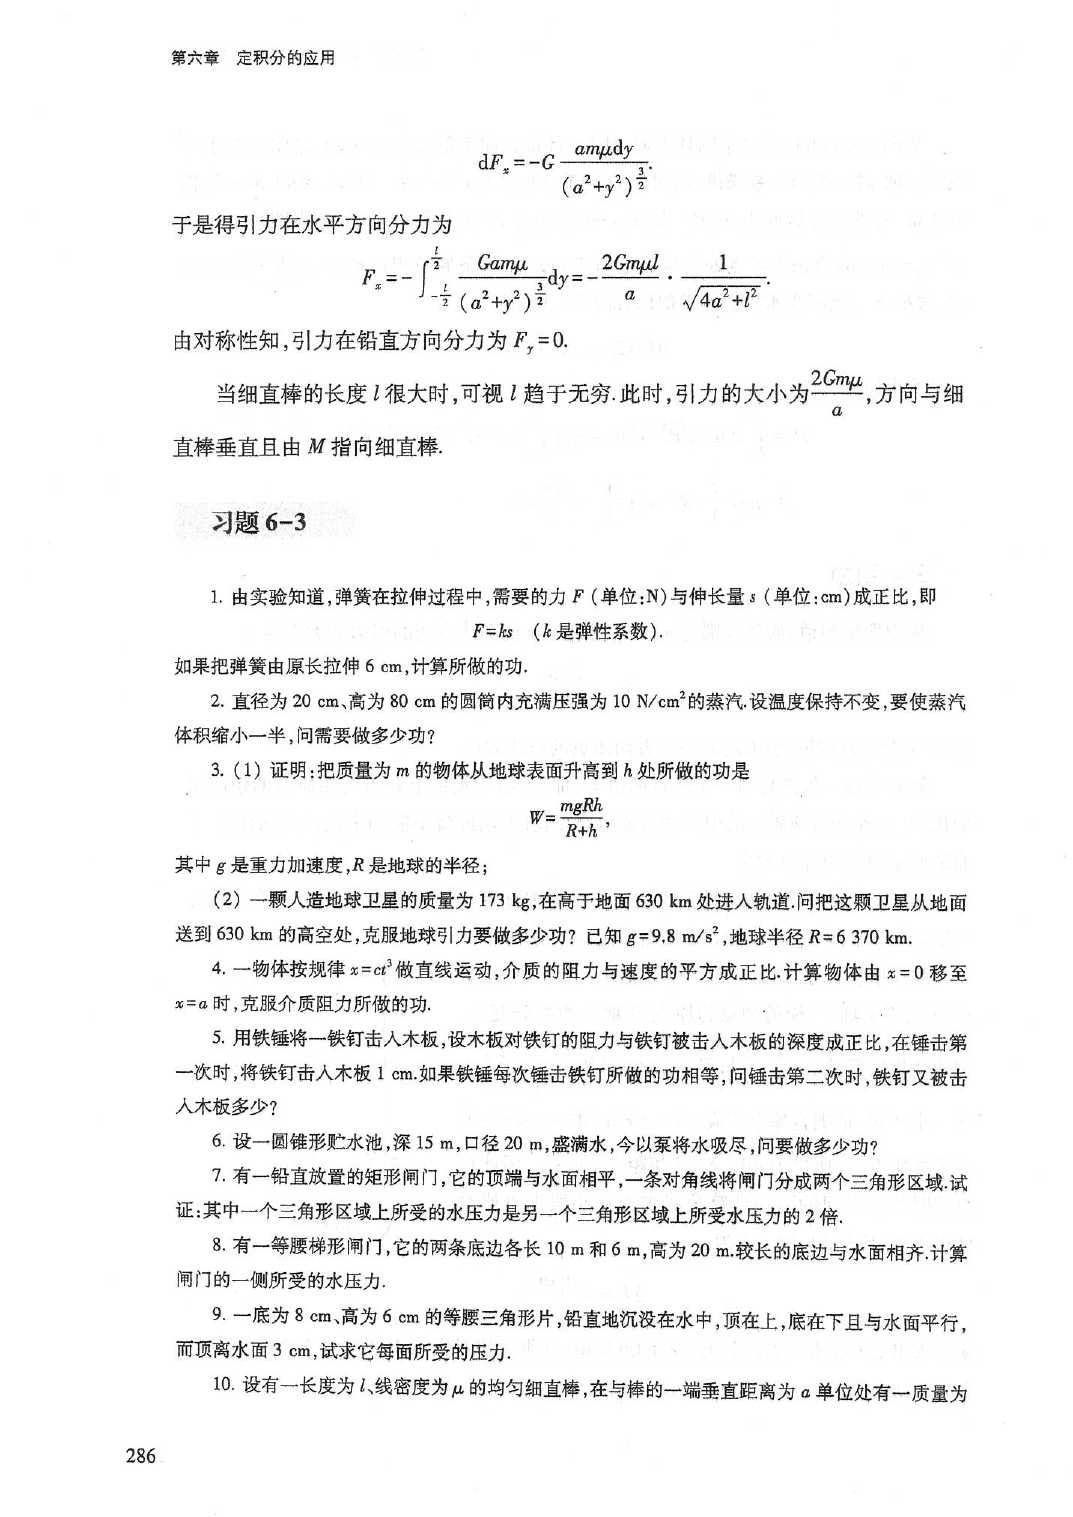 第六章 定积分的应用
dFₓ=-G amμdy/(a²+y²)^(3/2).
于是得引力在水平方向分力为
Fₓ=-∫_{-l/2}^{l/2} Gamμ/(a²+y²)^(3/2) dy=- 2Gmμl/a · 1/√(4a²+l²).
由对称性知,引力在铅直方向分力为 F_y=0.
当细直棒的长度 l 很大时,可视 l 趋于无穷.此时,引力的大小为 2Gmμ/a,方向与细
直棒垂直且由 M 指向细直棒.
习题 6-3
1. 由实验知道,弹簧在拉伸过程中,需要的力 F (单位:N)与伸长量 s (单位:cm)成正比,即
F=ks (k 是弹性系数).
如果把弹簧由原长拉伸 6 cm,计算所做的功.
2. 直径为 20 cm、高为 80 cm 的圆筒内充满压强为 10 N/cm²的蒸汽.设温度保持不变,要使蒸汽
体积缩小一半,问需要做多少功?
3. (1) 证明:把质量为 m 的物体从地球表面升高到 h 处所做的功是
W= mgRh/(R+h),
其中 g 是重力加速度,R 是地球的半径;
(2) 一颗人造地球卫星的质量为 173 kg,在高于地面 630 km 处进入轨道.问把这颗卫星从地面
送到 630 km 的高空处,克服地球引力要做多少功? 已知 g=9.8 m/s²,地球半径 R=6 370 km.
4. 一物体按规律 x=ct³ 做直线运动,介质的阻力与速度的平方成正比.计算物体由 x=0 移至
x=a 时,克服介质阻力所做的功.
5. 用铁锤将一铁钉击入木板,设木板对铁钉的阻力与铁钉被击入木板的深度成正比,在锤击第
一次时,将铁钉击入木板 1 cm.如果铁锤每次锤击铁钉所做的功相等,问锤击第二次时,铁钉又被击
入木板多少?
6. 设一圆锥形贮水池,深 15 m,口径 20 m,盛满水,今以泵将水吸尽,问要做多少功?
7. 有一铅直放置的矩形闸门,它的顶端与水面相平,一条对角线将闸门分成两个三角形区域.试
证:其中一个三角形区域上所受的水压力是另一个三角形区域上所受水压力的 2 倍.
8. 有一等腰梯形闸门,它的两条底边各长 10 m 和 6 m,高为 20 m.较长的底边与水面相齐.计算
闸门的一侧所受的水压力.
9. 一底为 8 cm、高为 6 cm 的等腰三角形片,铅直地沉没在水中,顶在上,底在下且与水面平行,
而顶离水面 3 cm,试求它每面所受的压力.
10. 设有一长度为 l、线密度为 μ 的均匀细直棒,在与棒的一端垂直距离为 a 单位处有一质量为
286